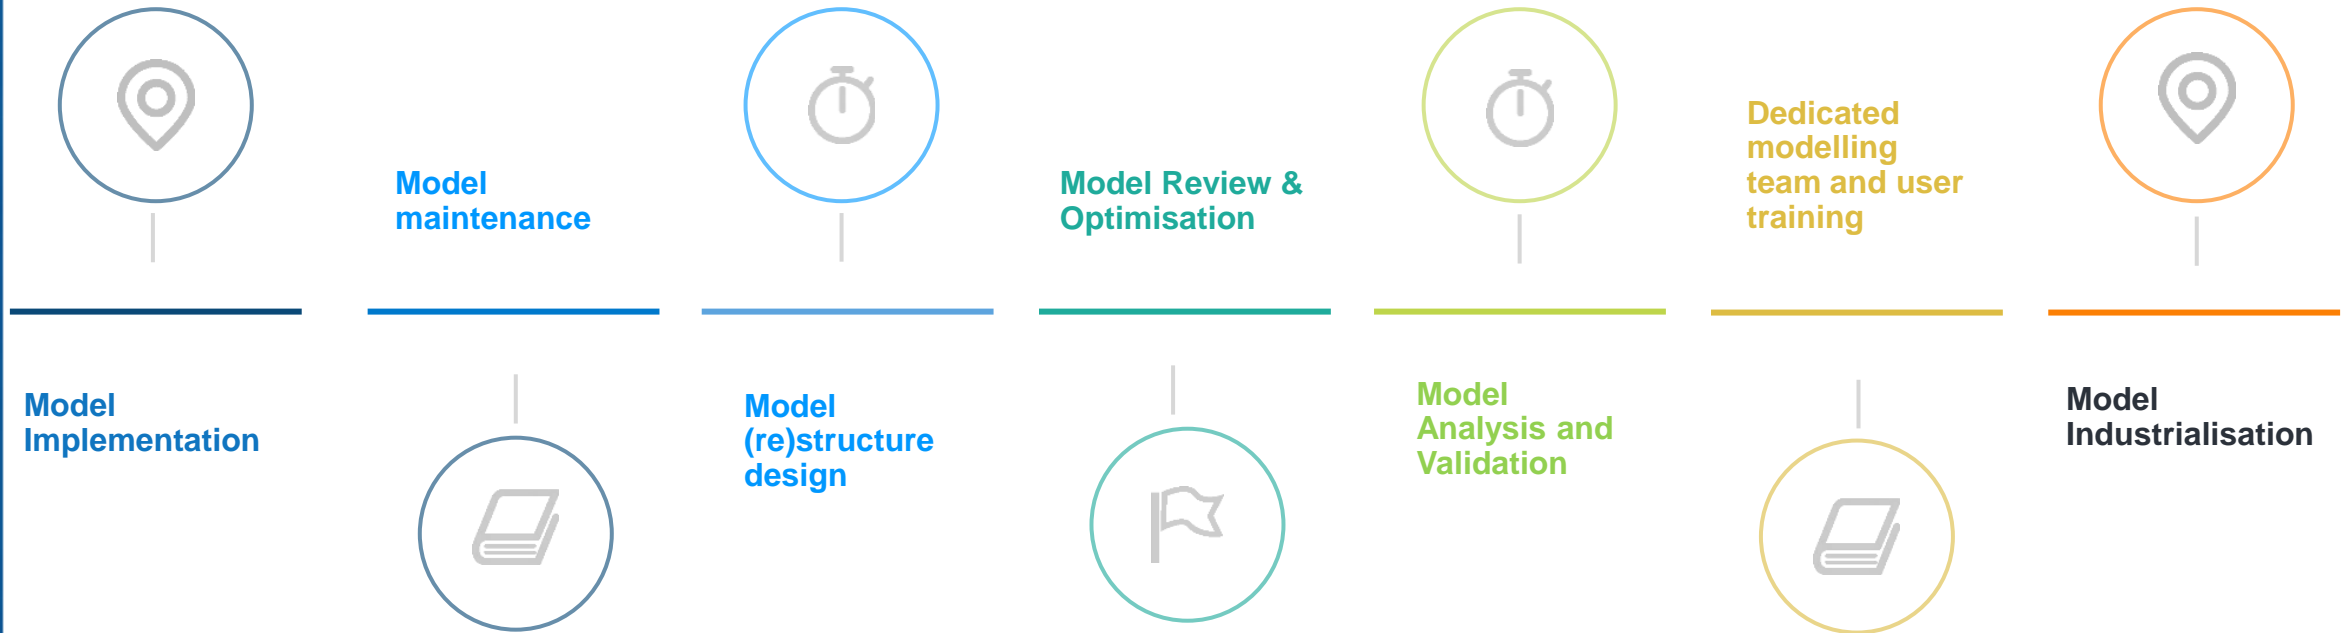 Model
Implementation
Model
maintenance
Model
(re)structure
design
Model Review &
Optimisation
Model
Analysis and
Validation
Dedicated
modelling
team and user
training
Model
Industrialisation